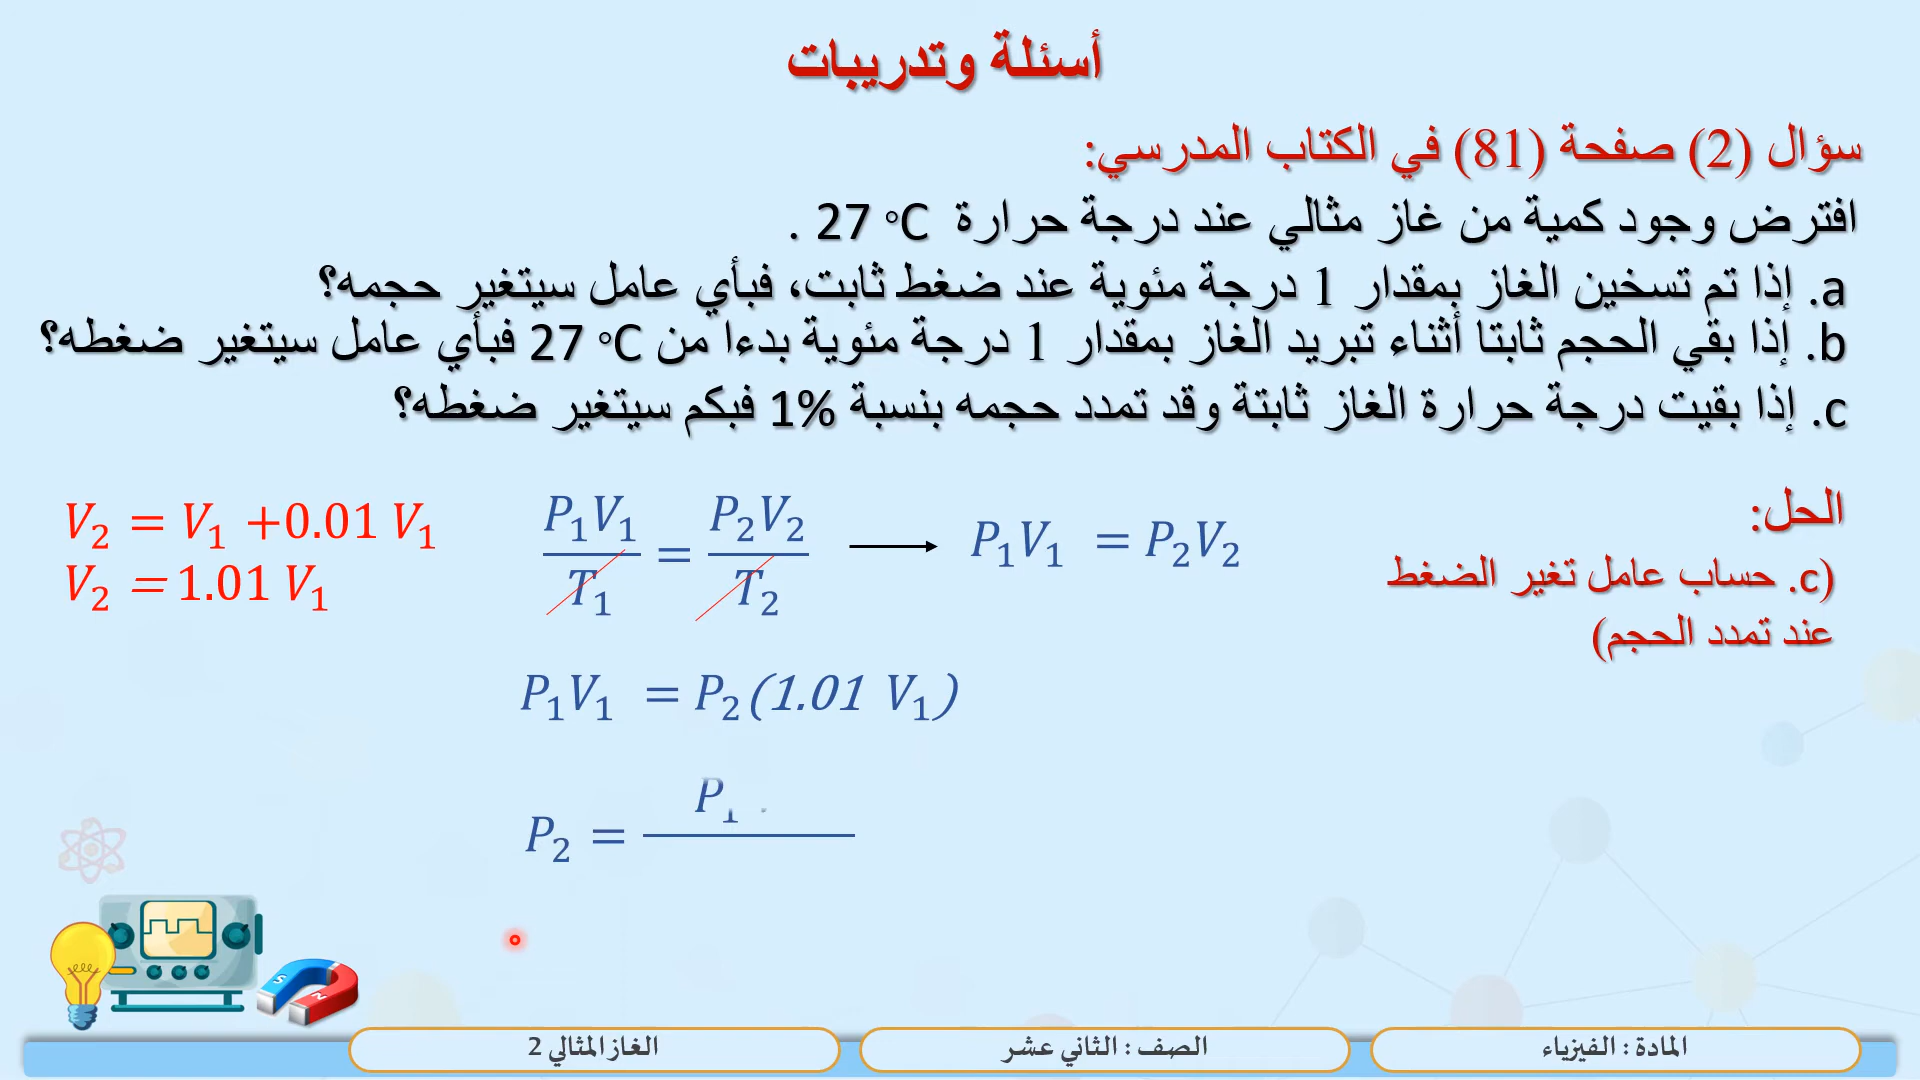 أسئلة وتدريبات
سؤال (2) صفحة (81) في الكتاب المدرسي:
افترض وجود كمية من غاز مثالي عند درجة حرارة 27 °C .
a. إذا تم تسخين الغاز بمقدار 1 درجة مئوية عند ضغط ثابت، فبأي عامل سيتغير حجمه؟
b. إذا بقي الحجم ثابتا أثناء تبريد الغاز بمقدار 1 درجة مئوية بدءا من 27 °C فبأي عامل سيتغير ضغطه؟
c. إذا بقيت درجة حرارة الغاز ثابتة وقد تمدد حجمه بنسبة 1% فبكم سيتغير ضغطه؟
الحل:
(c. حساب عامل تغير الضغط
عند تمدد الحجم)
P₁V₁/T₁ = P₂V₂/T₂ → P₁V₁ = P₂V₂
V₂ = V₁ +0.01 V₁
V₂ = 1.01 V₁
P₁V₁ = P₂(1.01 V₁)
P₂ = P₁
المادة : الفيزياء
الصف : الثاني عشر
الغاز المثالي 2
S
N